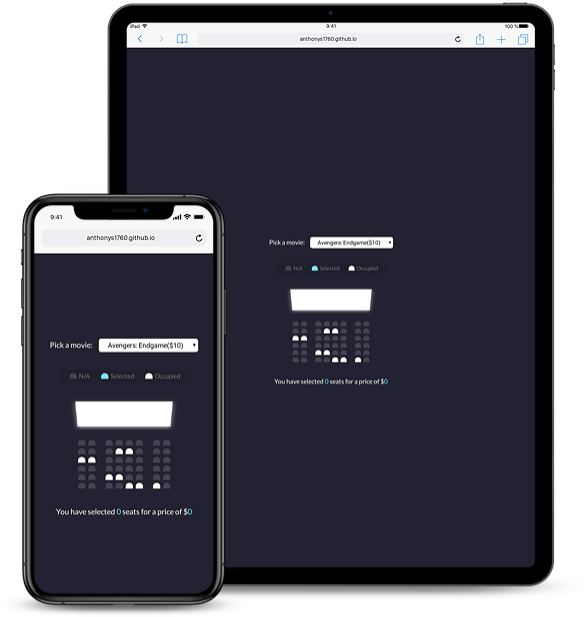 iPad 9:41 100 %
anthonys1760.github.io
Pick a movie: Avengers: Endgame($10)
N/A Selected Occupied
You have selected 0 seats for a price of $0
9:41
anthonys1760.github.io
Pick a movie: Avengers: Endgame($10)
N/A Selected Occupied
You have selected 0 seats for a price of $0